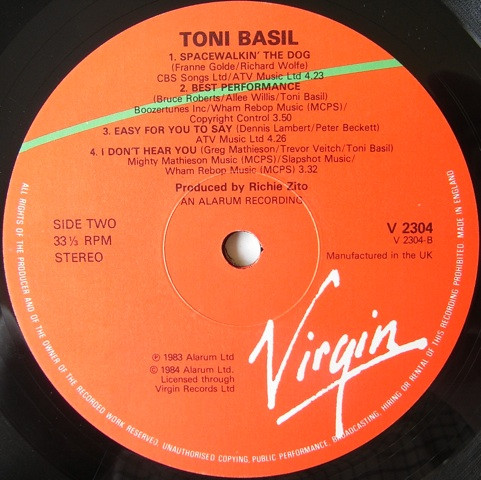 TONI BASIL
1. SPACEWALKIN' THE DOG
(Franne Golde/Richard Wolfe)
CBS Songs Ltd/ATV Music Ltd 4.23
2. BEST PERFORMANCE
(Bruce Roberts/Allee Willis/Toni Basil)
Boozertunes Inc/Wham Rebop Music (MCPS)/
Copyright Control 3.50
3. EASY FOR YOU TO SAY (Dennis Lambert/Peter Beckett)
ATV Music Ltd 4.26
4. I DON'T HEAR YOU (Greg Mathieson/Trevor Veitch/Toni Basil)
Mighty Mathieson Music (MCPS)/Slapshot Music/
Wham Rebop Music (MCPS) 3.32
Produced by Richie Zito
AN ALARUM RECORDING
SIDE TWO
33⅓ RPM
STEREO
V 2304
V 2304-B
Manufactured in the UK
℗ 1983 Alarum Ltd
© 1984 Alarum Ltd.
Licensed through
Virgin Records Ltd
Virgin
ALL RIGHTS OF THE PRODUCER AND OF THE OWNER OF THE RECORDED WORK RESERVED. UNAUTHORISED COPYING, PUBLIC PERFORMANCE, BROADCASTING, HIRING OR RENTAL OF THIS RECORDING PROHIBITED. MADE IN ENGLAND